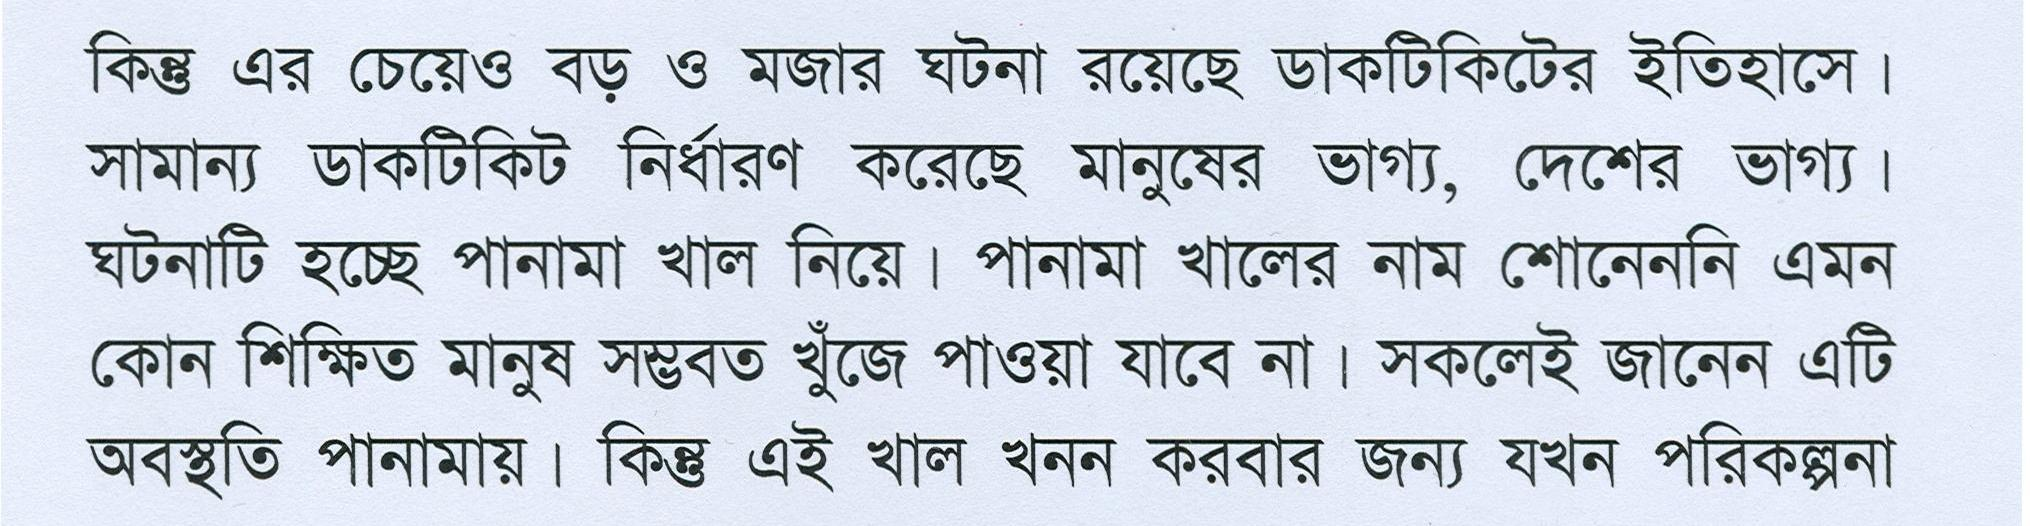 কিন্তু এর চেয়েও বড় ও মজার ঘটনা রয়েছে ডাকটিকিটের ইতিহাসে।
সামান্য ডাকটিকিট নির্ধারণ করেছে মানুষের ভাগ্য, দেশের ভাগ্য।
ঘটনাটি হচ্ছে পানামা খাল নিয়ে। পানামা খালের নাম শোনেননি এমন
কোন শিক্ষিত মানুষ সম্ভবত খুঁজে পাওয়া যাবে না। সকলেই জানেন এটি
অবস্থতি পানামায়। কিন্তু এই খাল খনন করবার জন্য যখন পরিকল্পনা